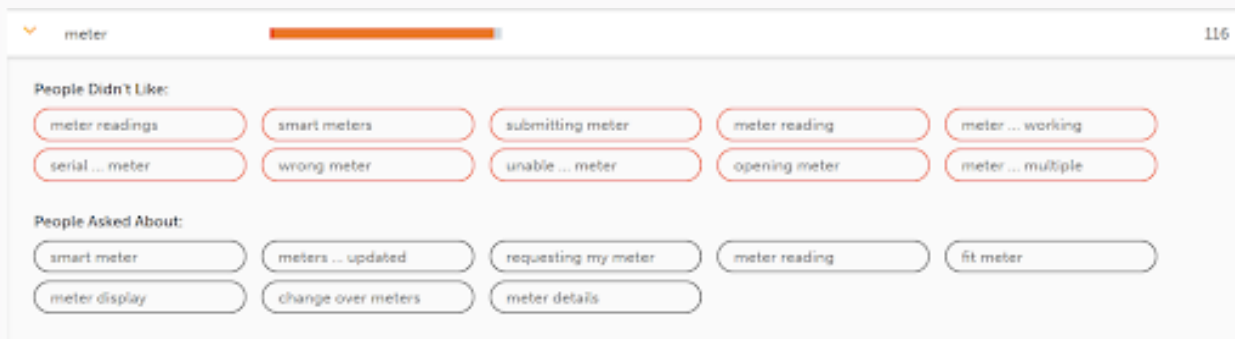 meter 116
People Didn't Like:
meter readings smart meters submitting meter meter reading meter ... working
serial ... meter wrong meter unable ... meter opening meter meter ... multiple
People Asked About:
smart meter meters ... updated requesting my meter meter reading fit meter
meter display change over meters meter details